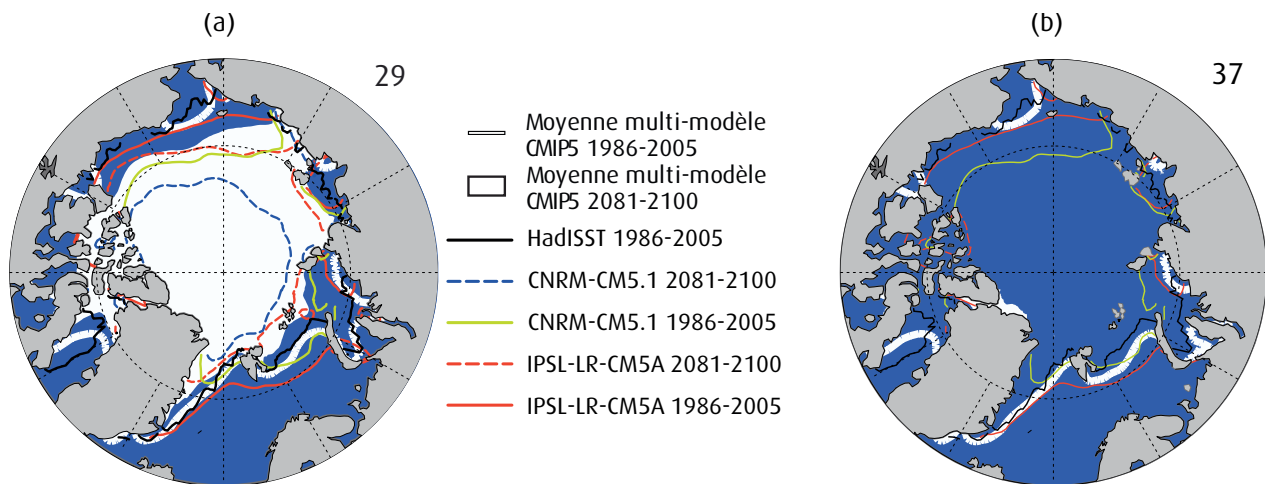 (a)
(b)
29
37
Moyenne multi-modèle
CMIP5 1986-2005
Moyenne multi-modèle
CMIP5 2081-2100
HadISST 1986-2005
CNRM-CM5.1 2081-2100
CNRM-CM5.1 1986-2005
IPSL-LR-CM5A 2081-2100
IPSL-LR-CM5A 1986-2005